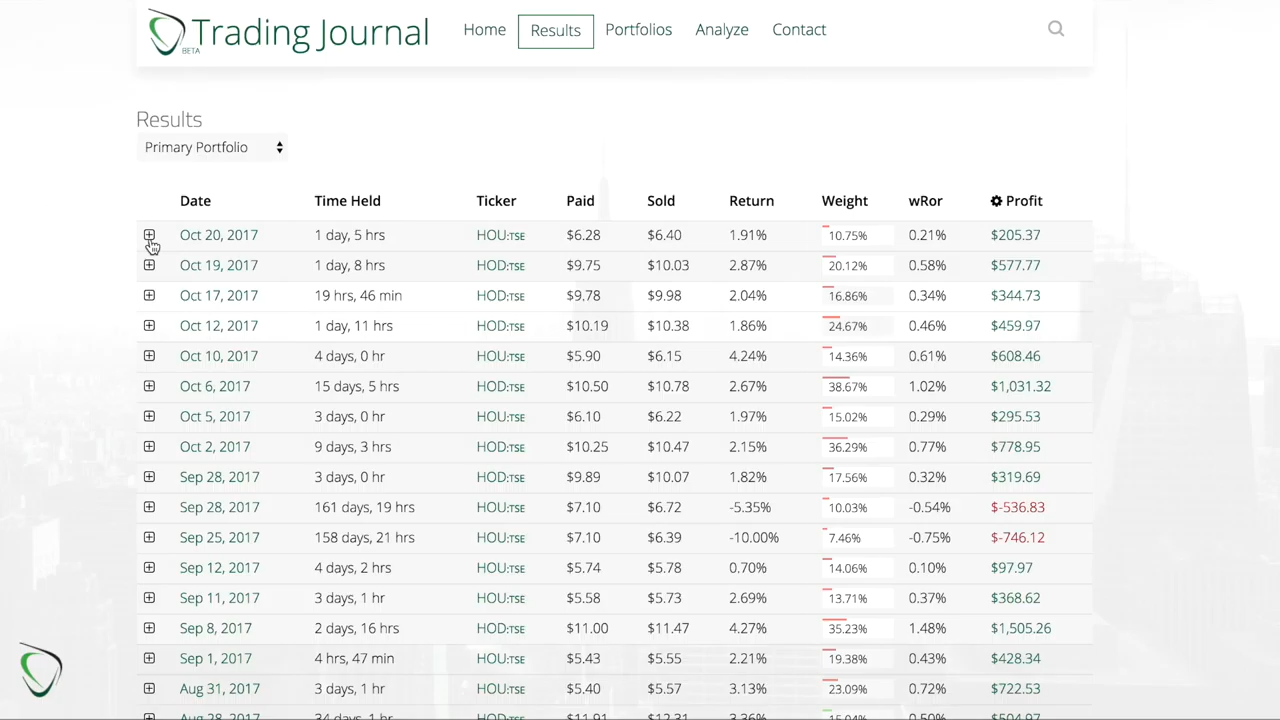 Trading Journal
BETA
Home Results Portfolios Analyze Contact
Results
Primary Portfolio
Date Time Held Ticker Paid Sold Return Weight wRor Profit
Oct 20, 2017 1 day, 5 hrs HOU:TSE $6.28 $6.40 1.91% 10.75% 0.21% $205.37
Oct 19, 2017 1 day, 8 hrs HOD:TSE $9.75 $10.03 2.87% 20.12% 0.58% $577.77
Oct 17, 2017 19 hrs, 46 min HOD:TSE $9.78 $9.98 2.04% 16.86% 0.34% $344.73
Oct 12, 2017 1 day, 11 hrs HOD:TSE $10.19 $10.38 1.86% 24.67% 0.46% $459.97
Oct 10, 2017 4 days, 0 hr HOU:TSE $5.90 $6.15 4.24% 14.36% 0.61% $608.46
Oct 6, 2017 15 days, 5 hrs HOD:TSE $10.50 $10.78 2.67% 38.67% 1.02% $1,031.32
Oct 5, 2017 3 days, 0 hr HOU:TSE $6.10 $6.22 1.97% 15.02% 0.29% $295.53
Oct 2, 2017 9 days, 3 hrs HOD:TSE $10.25 $10.47 2.15% 36.29% 0.77% $778.95
Sep 28, 2017 3 days, 0 hr HOD:TSE $9.89 $10.07 1.82% 17.56% 0.32% $319.69
Sep 28, 2017 161 days, 19 hrs HOU:TSE $7.10 $6.72 -5.35% 10.03% -0.54% $-536.83
Sep 25, 2017 158 days, 21 hrs HOU:TSE $7.10 $6.39 -10.00% 7.46% -0.75% $-746.12
Sep 12, 2017 4 days, 2 hrs HOU:TSE $5.74 $5.78 0.70% 14.06% 0.10% $97.97
Sep 11, 2017 3 days, 1 hr HOU:TSE $5.58 $5.73 2.69% 13.71% 0.37% $368.62
Sep 8, 2017 2 days, 16 hrs HOD:TSE $11.00 $11.47 4.27% 35.23% 1.48% $1,505.26
Sep 1, 2017 4 hrs, 47 min HOU:TSE $5.43 $5.55 2.21% 19.38% 0.43% $428.34
Aug 31, 2017 3 days, 1 hr HOU:TSE $5.40 $5.57 3.13% 23.09% 0.72% $722.53